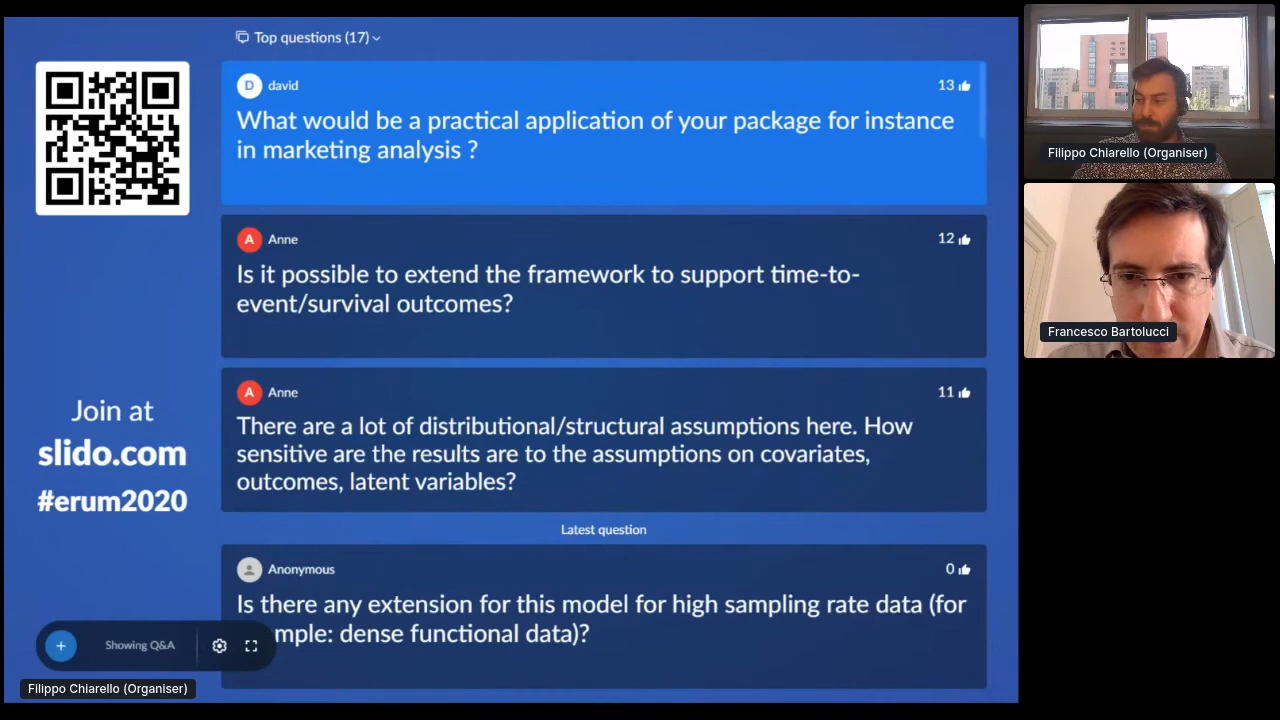 Top questions (17)
D david 13
What would be a practical application of your package for instance
in marketing analysis ?
A Anne 12
Is it possible to extend the framework to support time-to-
event/survival outcomes?
A Anne 11
There are a lot of distributional/structural assumptions here. How
sensitive are the results are to the assumptions on covariates,
outcomes, latent variables?
Latest question
Anonymous 0
Is there any extension for this model for high sampling rate data (for
mple: dense functional data)?
Join at
slido.com
#erum2020
+ Showing Q&A
Filippo Chiarello (Organiser)
Filippo Chiarello (Organiser)
Francesco Bartolucci